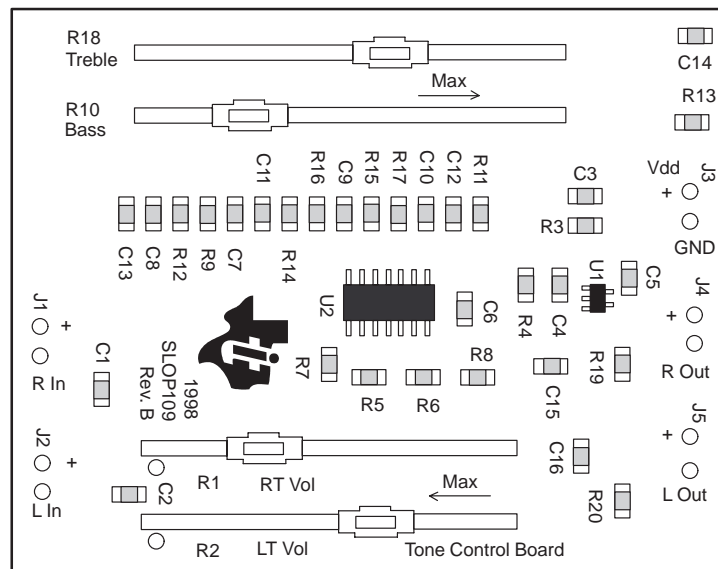 R18
Treble
C14
Max
R10
Bass
R13
C11
R16
C9
R15
R17
C10
C12
R11
C3
Vdd
J3
+
R3
GND
C13
C8
R12
R9
C7
R14
U1
C5
J4
J1
+
U2
C6
R4
C4
+
R In
C1
R7
R8
R19
R Out
1998
SLOP109
Rev. B
R5
R6
C15
J5
J2
+
+
C16
R1
RT Vol
L In
C2
Max
R20
L Out
R2
LT Vol
Tone Control Board